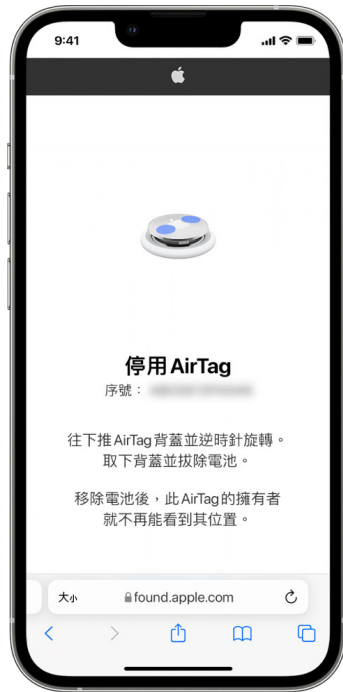 9:41
停用 AirTag
序號：
往下推 AirTag 背蓋並逆時針旋轉。
取下背蓋並拔除電池。
移除電池後，此 AirTag 的擁有者
就不再能看到其位置。
大小 found.apple.com